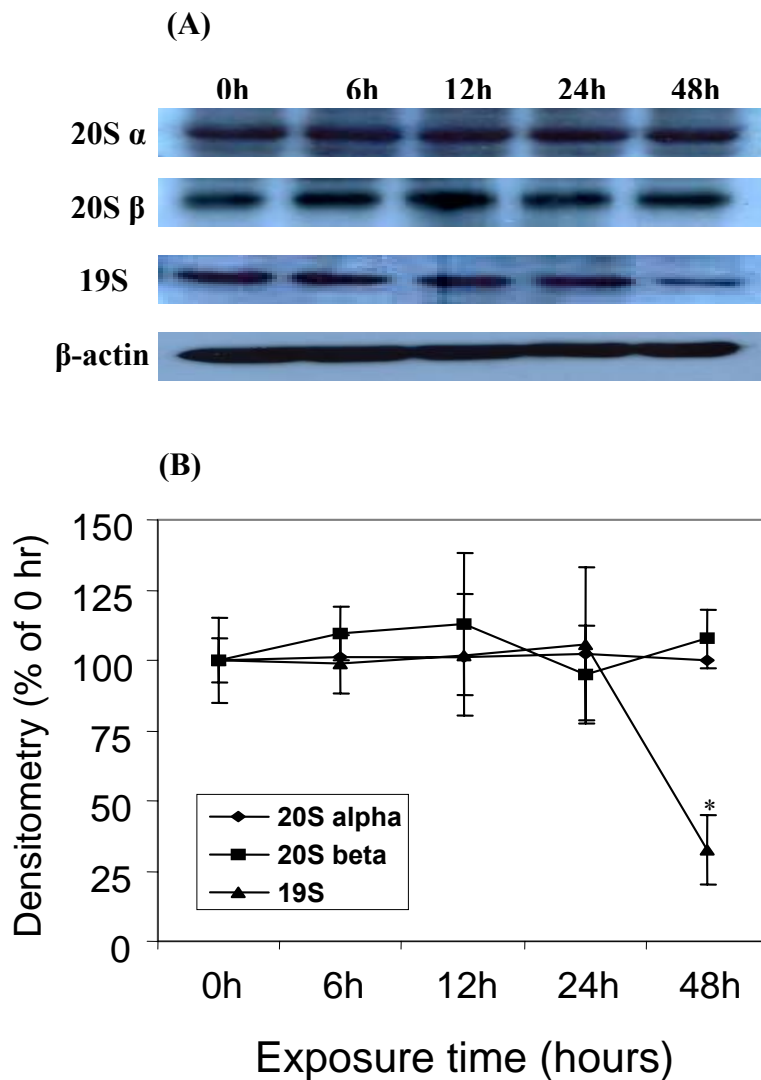 (A)
0h 6h 12h 24h 48h
20S α
20S β
19S
β-actin
(B)
Densitometry (% of 0 hr)
150
125
100
75
50
25
0
*
20S alpha
20S beta
19S
0h 6h 12h 24h 48h
Exposure time (hours)